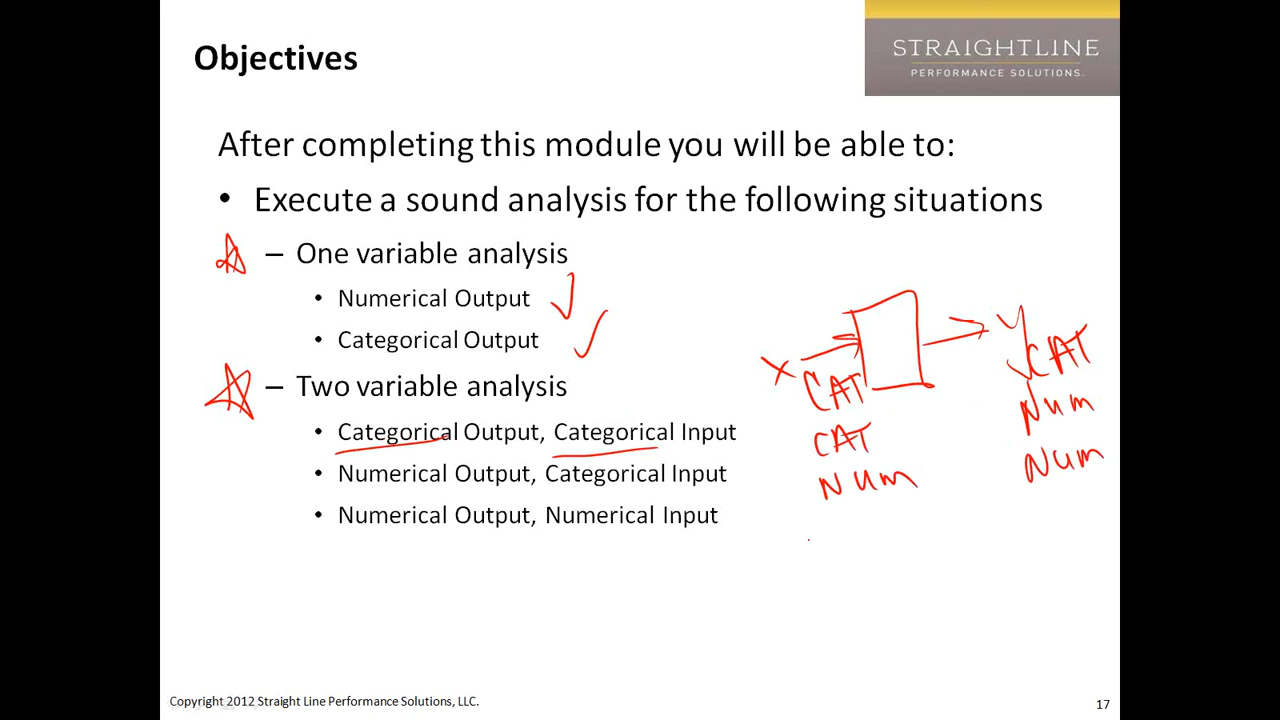 Objectives
STRAIGHTLINE
PERFORMANCE SOLUTIONS.
After completing this module you will be able to:
• Execute a sound analysis for the following situations
– One variable analysis
• Numerical Output
• Categorical Output
– Two variable analysis
• Categorical Output, Categorical Input
• Numerical Output, Categorical Input
• Numerical Output, Numerical Input
X
Y
CAT
CAT
CAT
Num
Num
Num
Copyright 2012 Straight Line Performance Solutions, LLC.
17